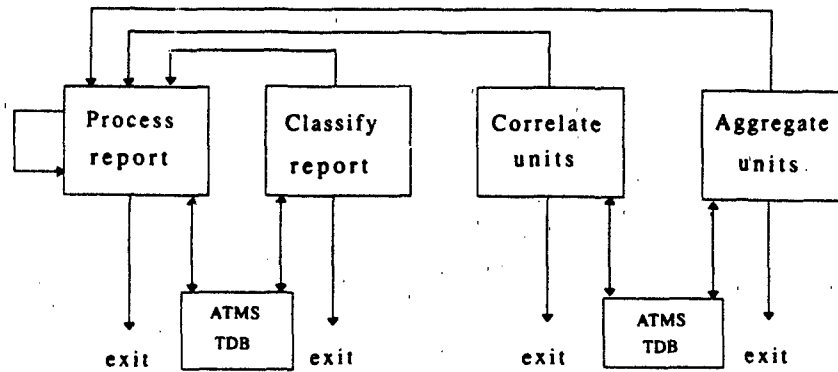 Process
report
Classify
report
Correlate
units
Aggregate
units
ATMS
TDB
ATMS
TDB
exit
exit
exit
exit